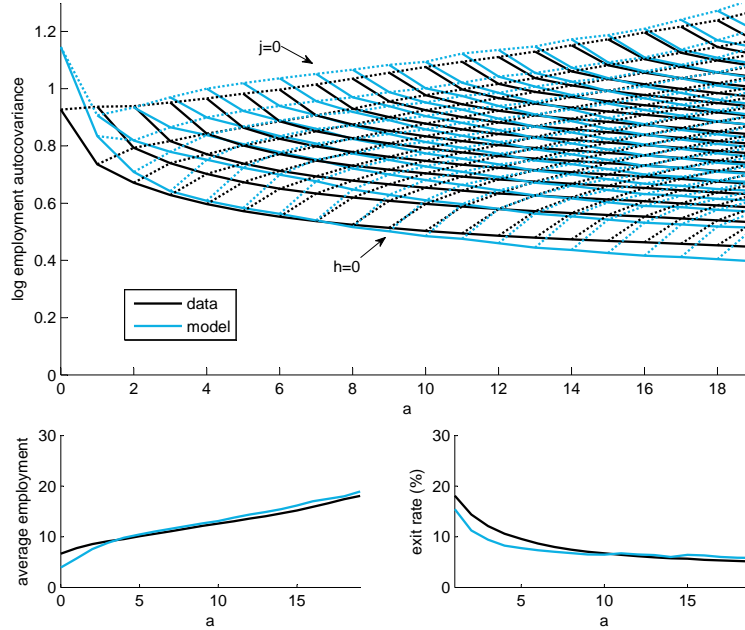 log employment autocovariance
1.2
1
0.8
0.6
0.4
0.2
0
j=0
h=0
data
model
0 2 4 6 8 10 12 14 16 18
a
average employment
30
20
10
0
0 5 10 15
a
exit rate (%)
30
20
10
0
5 10 15
a